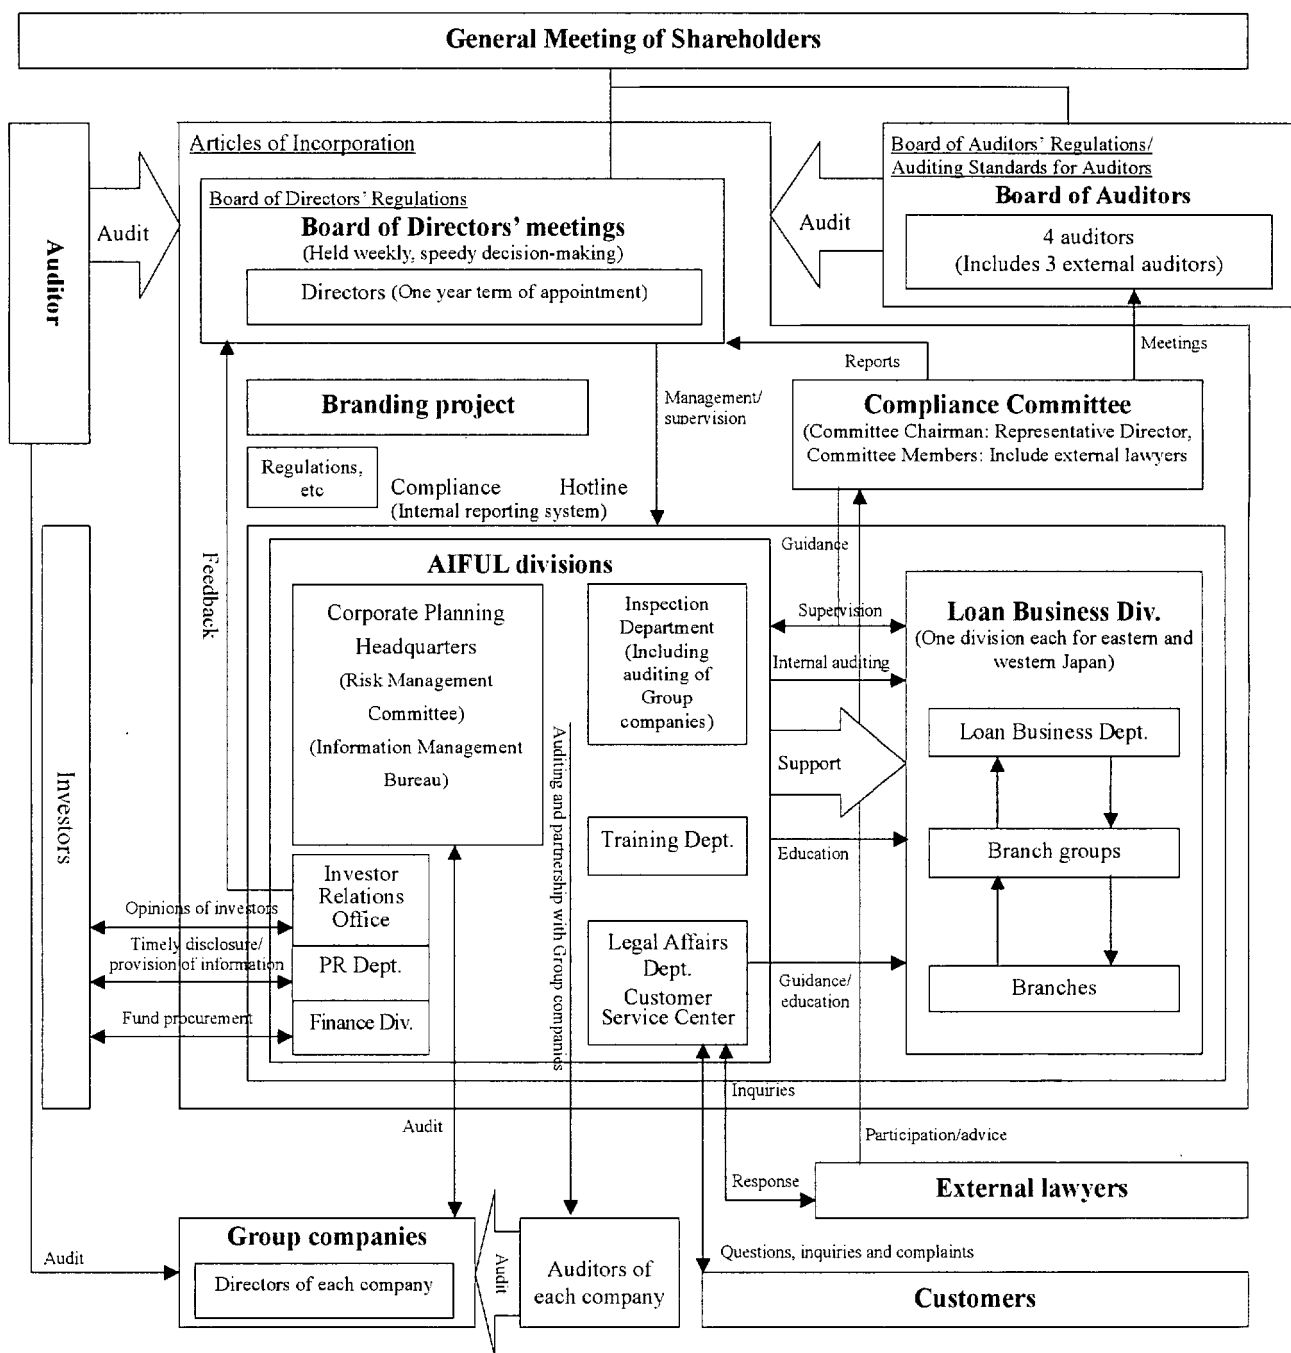 General Meeting of Shareholders
Auditor
Audit
Articles of Incorporation
Board of Directors' Regulations
Board of Directors' meetings
(Held weekly, speedy decision-making)
Directors (One year term of appointment)
Audit
Board of Auditors' Regulations/
Auditing Standards for Auditors
Board of Auditors
4 auditors
(Includes 3 external auditors)
Meetings
Reports
Management/
supervision
Branding project
Compliance Committee
(Committee Chairman: Representative Director,
Committee Members: Include external lawyers
Regulations,
etc
Compliance Hotline
(Internal reporting system)
Feedback
Investors
AIFUL divisions
Corporate Planning
Headquarters
(Risk Management
Committee)
(Information Management
Bureau)
Inspection
Department
(Including
auditing of
Group
companies)
Guidance
Supervision
Internal auditing
Support
Loan Business Div.
(One division each for eastern and
western Japan)
Loan Business Dept.
Branch groups
Branches
Auditing and partnership with Group companies
Training Dept.
Education
Investor
Relations
Office
PR Dept.
Finance Div.
Opinions of investors
Timely disclosure/
provision of information
Fund procurement
Legal Affairs
Dept.
Customer
Service Center
Guidance/
education
Inquiries
Audit
Participation/advice
Response
External lawyers
Group companies
Directors of each company
Audit
Audit
Auditors of
each company
Questions, inquiries and complaints
Customers